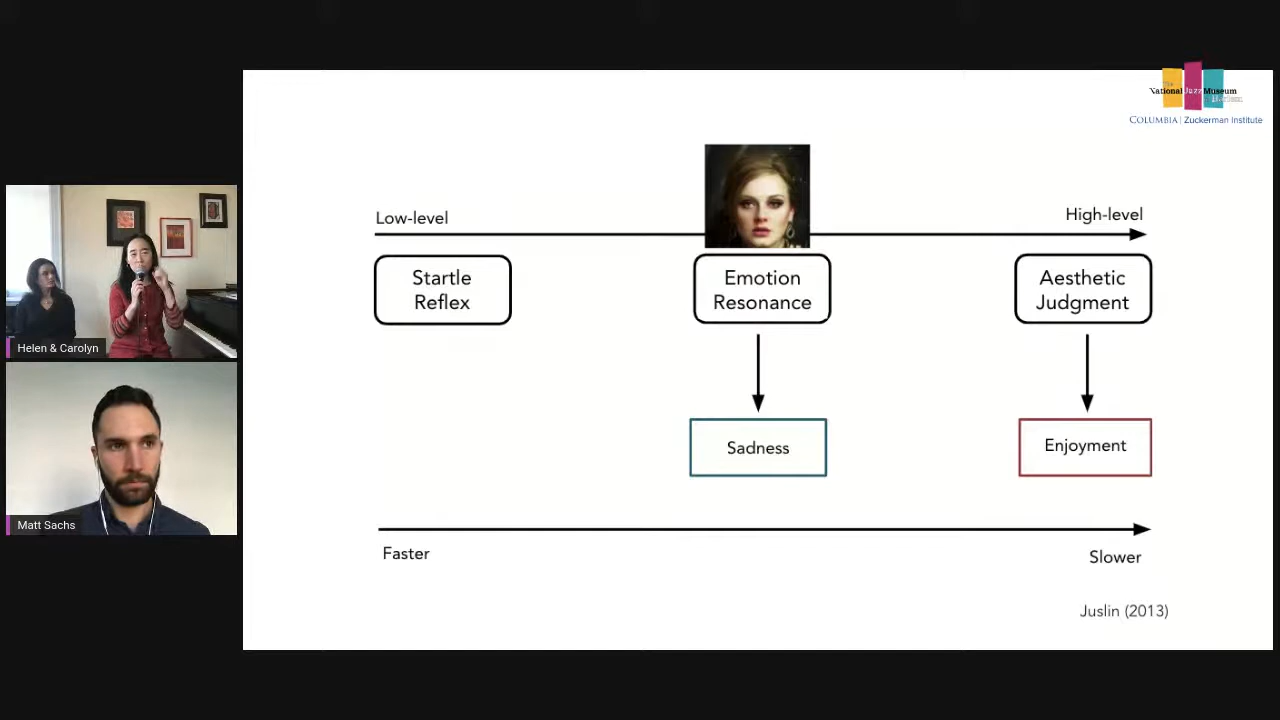 The
National Jazz Museum
COLUMBIA | Zuckerman Institute
Low-level
High-level
Startle
Reflex
Emotion
Resonance
Aesthetic
Judgment
Sadness
Enjoyment
Faster
Slower
Juslin (2013)
Helen & Carolyn
Matt Sachs